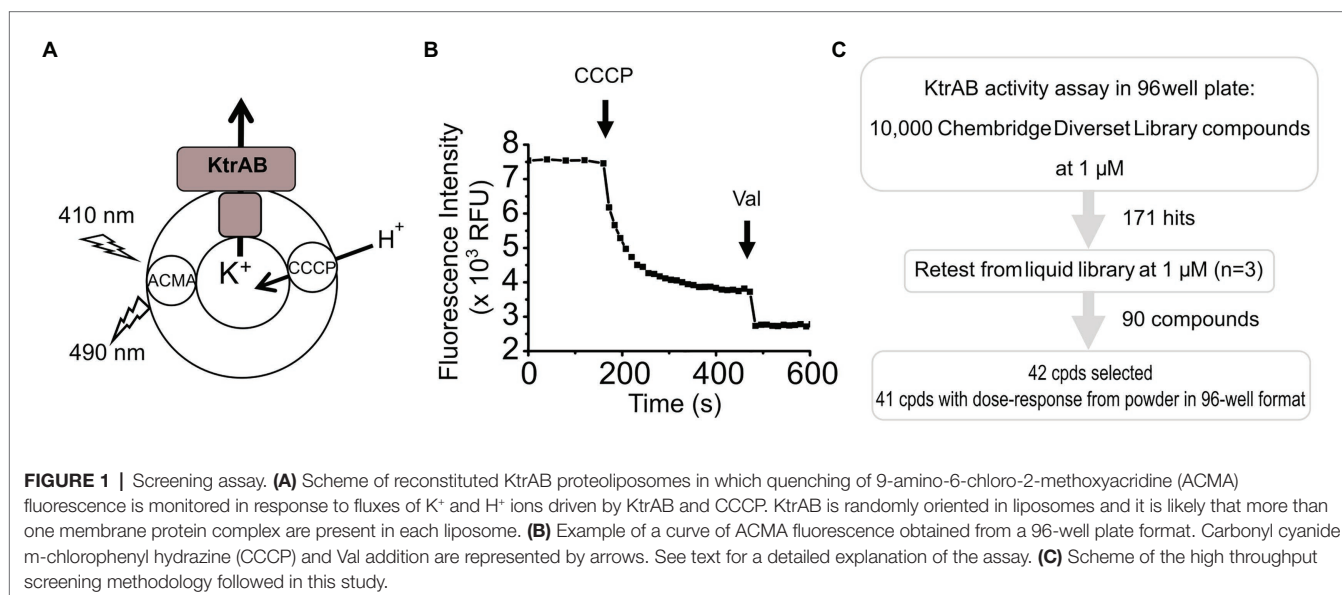 A
KtrAB
410 nm
H+
K+
CCCP
ACMA
490 nm
B
CCCP
Val
Fluorescence Intensity
(x 10³ RFU)
8
7
6
5
4
3
2
0
200
400
600
Time (s)
C
KtrAB activity assay in 96well plate:
10,000 Chembridge Diverset Library compounds
at 1 µM
171 hits
Retest from liquid library at 1 µM (n=3)
90 compounds
42 cpds selected
41 cpds with dose-response from powder in 96-well format
FIGURE 1 | Screening assay. (A) Scheme of reconstituted KtrAB proteoliposomes in which quenching of 9-amino-6-chloro-2-methoxyacridine (ACMA)
fluorescence is monitored in response to fluxes of K+ and H+ ions driven by KtrAB and CCCP. KtrAB is randomly oriented in liposomes and it is likely that more than
one membrane protein complex are present in each liposome. (B) Example of a curve of ACMA fluorescence obtained from a 96-well plate format. Carbonyl cyanide
m-chlorophenyl hydrazine (CCCP) and Val addition are represented by arrows. See text for a detailed explanation of the assay. (C) Scheme of the high throughput
screening methodology followed in this study.